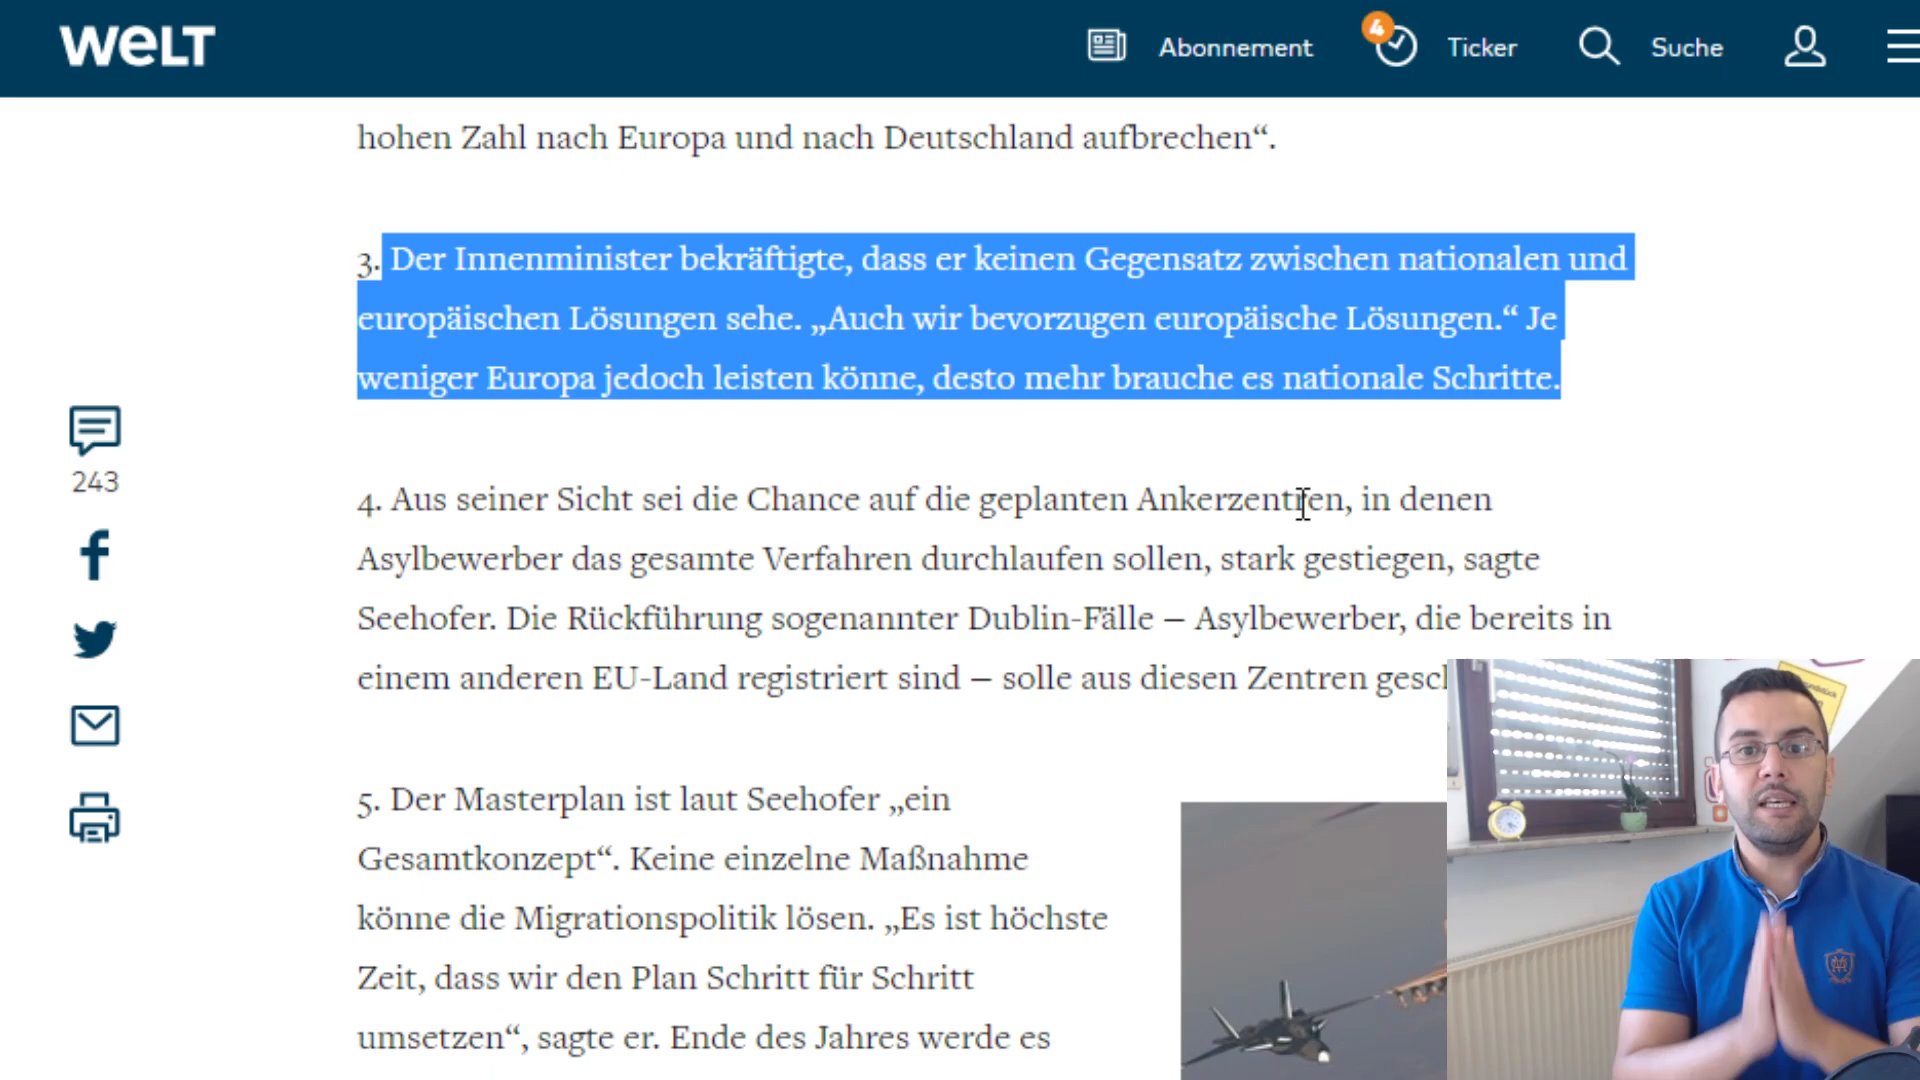 WELT
Abonnement
4
Ticker
Suche
hohen Zahl nach Europa und nach Deutschland aufbrechen“.
3. Der Innenminister bekräftigte, dass er keinen Gegensatz zwischen nationalen und
europäischen Lösungen sehe. „Auch wir bevorzugen europäische Lösungen.“ Je
weniger Europa jedoch leisten könne, desto mehr brauche es nationale Schritte.
4. Aus seiner Sicht sei die Chance auf die geplanten Ankerzentren, in denen
Asylbewerber das gesamte Verfahren durchlaufen sollen, stark gestiegen, sagte
Seehofer. Die Rückführung sogenannter Dublin-Fälle – Asylbewerber, die bereits in
einem anderen EU-Land registriert sind – solle aus diesen Zentren
243
5. Der Masterplan ist laut Seehofer „ein
Gesamtkonzept“. Keine einzelne Maßnahme
könne die Migrationspolitik lösen. „Es ist höchste
Zeit, dass wir den Plan Schritt für Schritt
umsetzen“, sagte er. Ende des Jahres werde es